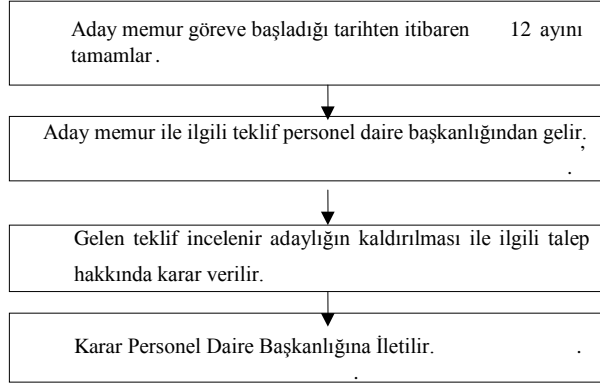 Aday memur göreve başladığı tarihten itibaren 12 ayını
tamamlar.
Aday memur ile ilgili teklif personel daire başkanlığından gelir.
,
.
Gelen teklif incelenir adaylığın kaldırılması ile ilgili talep
hakkında karar verilir.
Karar Personel Daire Başkanlığına İletilir. .
.